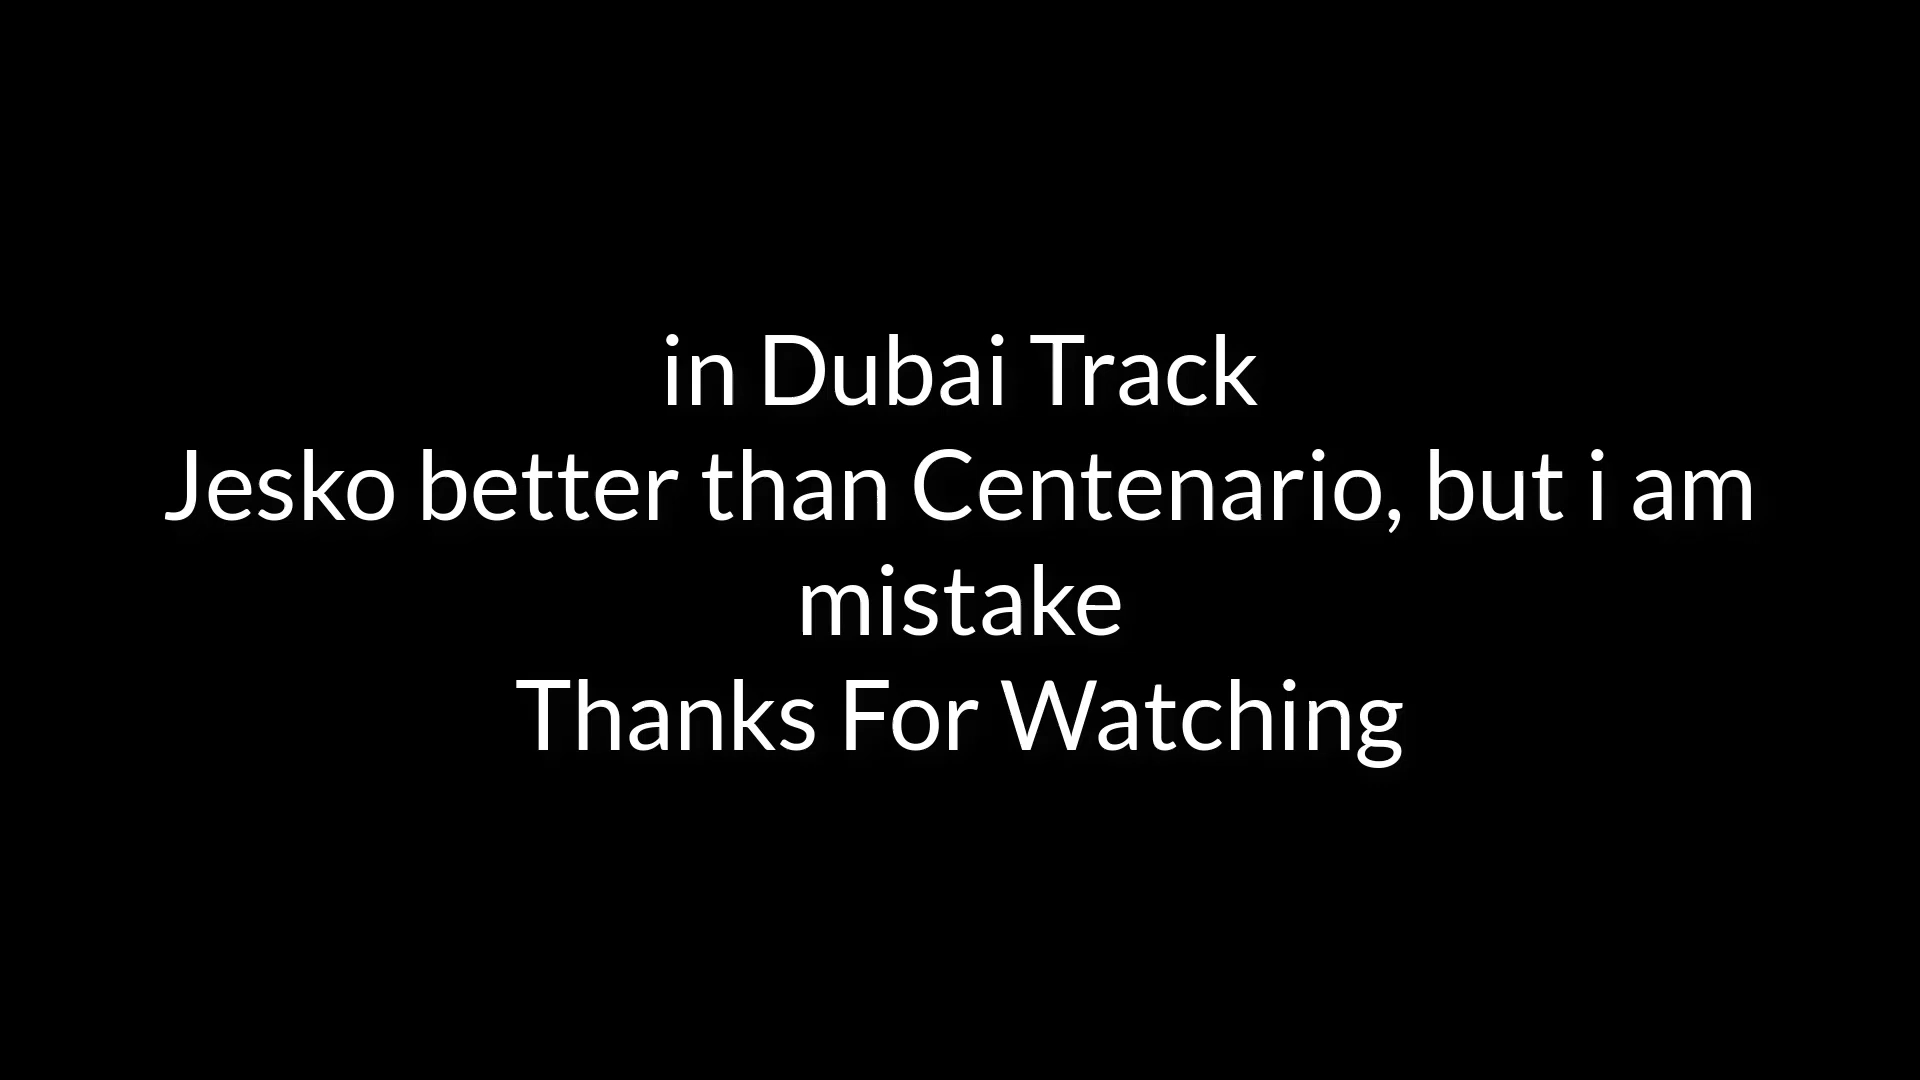 in Dubai Track
Jesko better than Centenario, but i am
mistake
Thanks For Watching